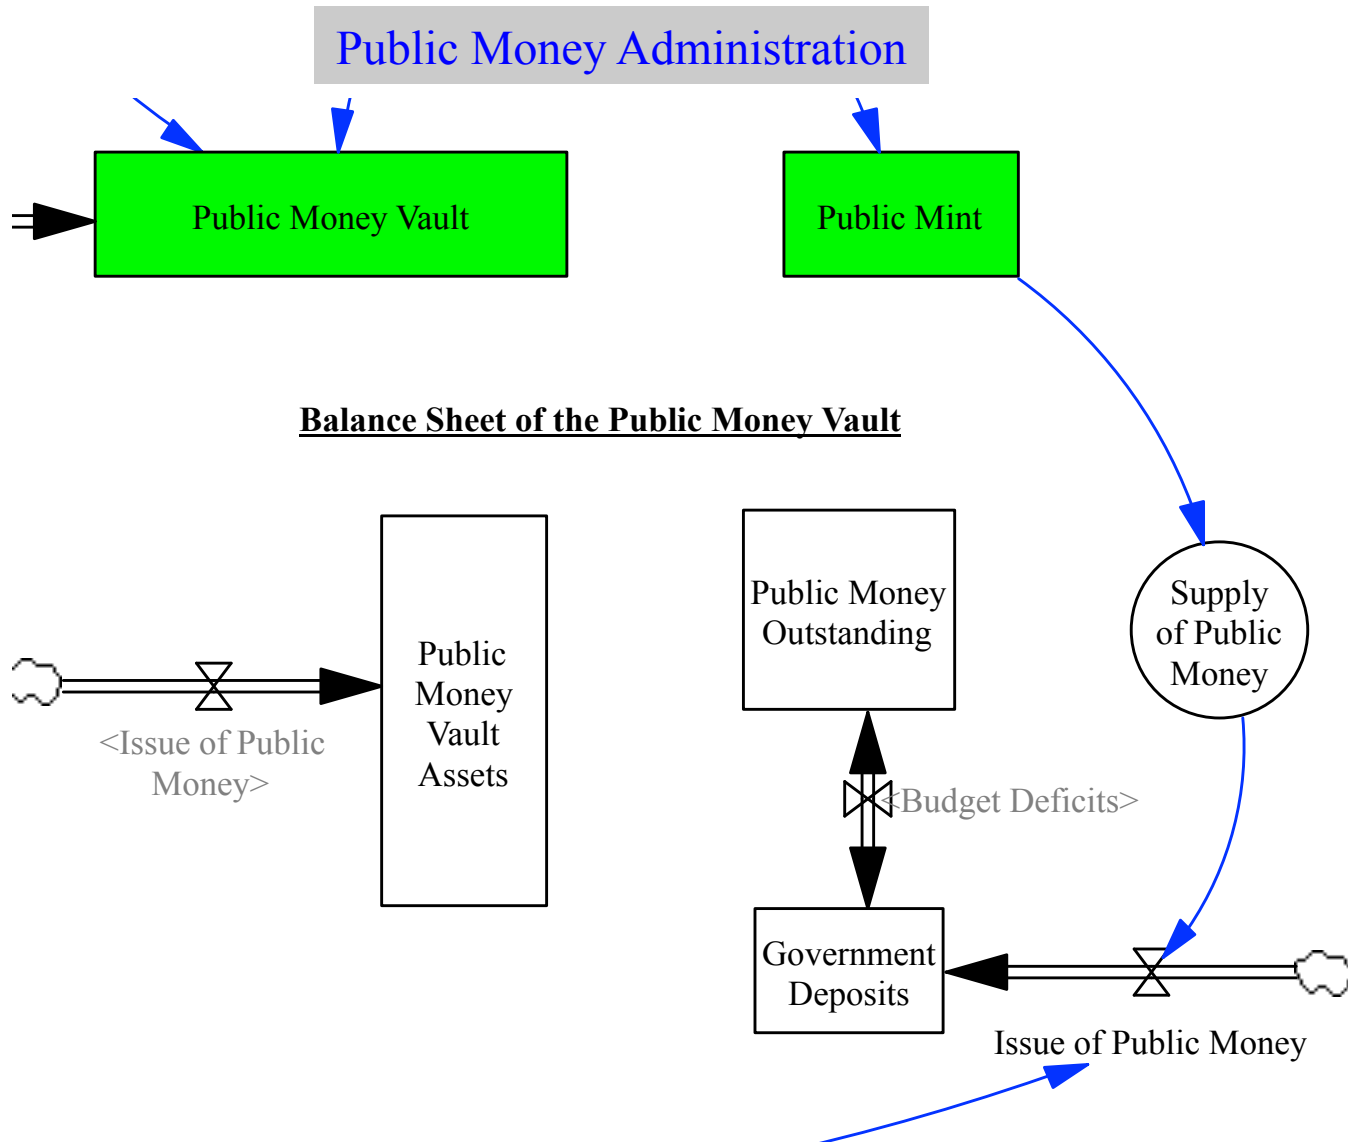 Public Money Administration
Public Money Vault
Public Mint
Balance Sheet of the Public Money Vault
Public Money
Outstanding
Supply
of Public
Money
Public
Money
Vault
Assets
<Issue of Public
Money>
<Budget Deficits>
Government
Deposits
Issue of Public Money